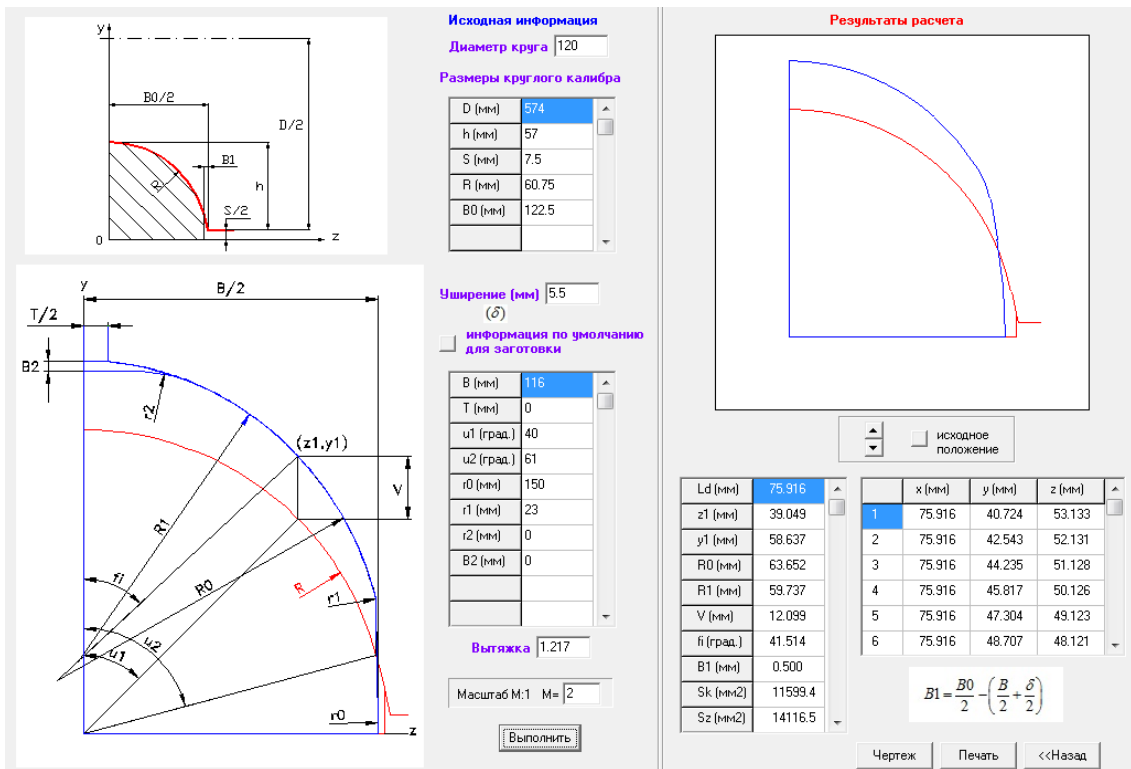 Исходная информация
Диаметр круга 120
Размеры круглого калибра
D (мм) 574
h (мм) 57
S (мм) 7.5
R (мм) 60.75
B0 (мм) 122.5
y
B0/2
D/2
B1
R
h
S/2
0
z
Уширение (мм) 5.5
(δ)
информация по умолчанию
для заготовки
B (мм) 116
T (мм) 0
u1 (град.) 40
u2 (град.) 61
r0 (мм) 150
r1 (мм) 23
r2 (мм) 0
B2 (мм) 0
Вытяжка 1.217
Масштаб М:1 М= 2
Выполнить
y
B/2
T/2
B2
r2
(z1,y1)
V
R1
fi
R0
R
r1
u2
u1
r0
z
Результаты расчета
исходное
положение
Ld (мм) 75.916
z1 (мм) 39.049
y1 (мм) 58.637
R0 (мм) 63.652
R1 (мм) 59.737
V (мм) 12.099
fi (град.) 41.514
B1 (мм) 0.500
Sk (мм2) 11599.4
Sz (мм2) 14116.5
x (мм) y (мм) z (мм)
1 75.916 40.724 53.133
2 75.916 42.543 52.131
3 75.916 44.235 51.128
4 75.916 45.817 50.126
5 75.916 47.304 49.123
6 75.916 48.707 48.121
B1 = B0/2 − (B/2 + δ/2)
Чертеж Печать <<Назад